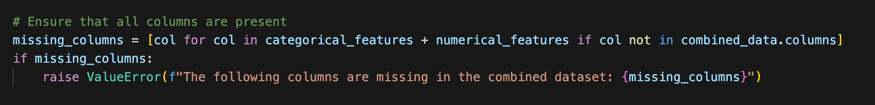 # Ensure that all columns are present
missing_columns = [col for col in categorical_features + numerical_features if col not in combined_data.columns]
if missing_columns:
    raise ValueError(f"The following columns are missing in the combined dataset: {missing_columns}")